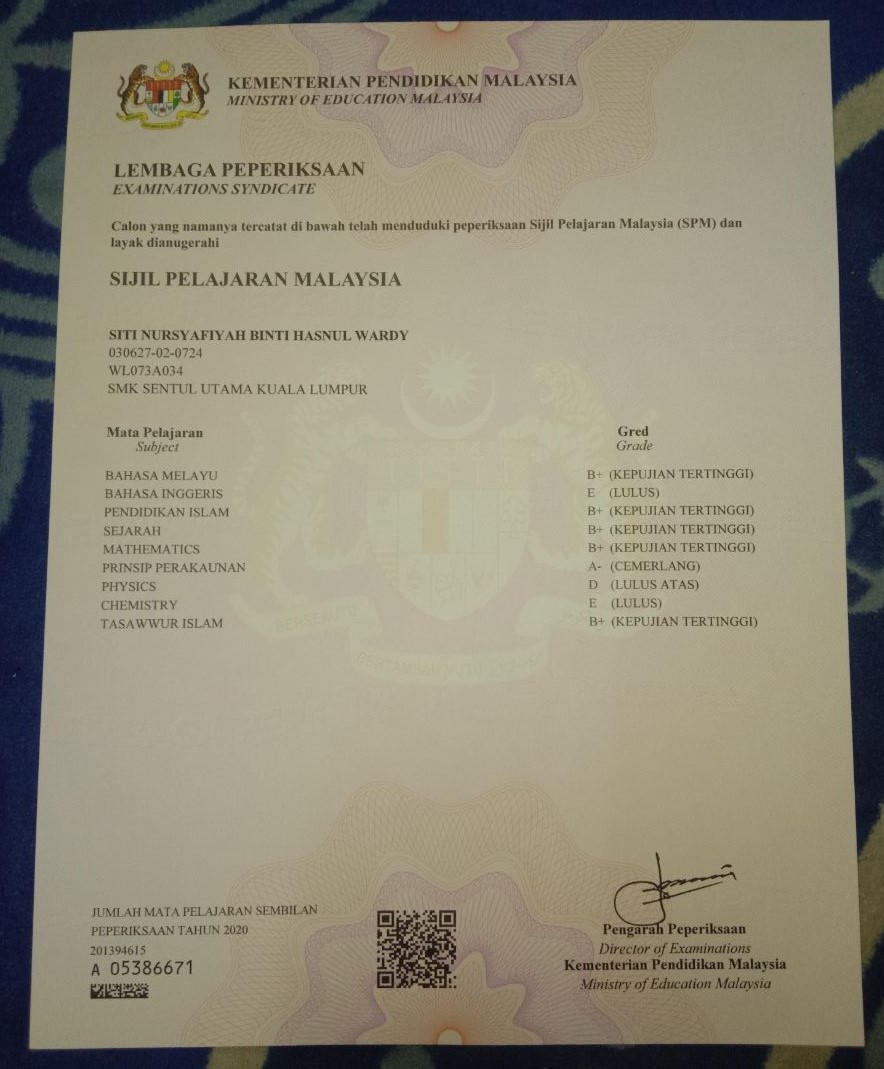 KEMENTERIAN PENDIDIKAN MALAYSIA
MINISTRY OF EDUCATION MALAYSIA
LEMBAGA PEPERIKSAAN
EXAMINATIONS SYNDICATE
Calon yang namanya tercatat di bawah telah menduduki peperiksaan Sijil Pelajaran Malaysia (SPM) dan
layak dianugerahi
SIJIL PELAJARAN MALAYSIA
SITI NURSYAFIYAH BINTI HASNUL WARDY
030627-02-0724
WL073A034
SMK SENTUL UTAMA KUALA LUMPUR
Mata Pelajaran Gred
Subject Grade
BAHASA MELAYU B+ (KEPUJIAN TERTINGGI)
BAHASA INGGERIS E (LULUS)
PENDIDIKAN ISLAM B+ (KEPUJIAN TERTINGGI)
SEJARAH B+ (KEPUJIAN TERTINGGI)
MATHEMATICS B+ (KEPUJIAN TERTINGGI)
PRINSIP PERAKAUNAN A- (CEMERLANG)
PHYSICS D (LULUS ATAS)
CHEMISTRY E (LULUS)
TASAWWUR ISLAM B+ (KEPUJIAN TERTINGGI)
BERTAMBAH MUTU
JUMLAH MATA PELAJARAN SEMBILAN
PEPERIKSAAN TAHUN 2020
201394615
A 05386671
Pengarah Peperiksaan
Director of Examinations
Kementerian Pendidikan Malaysia
Ministry of Education Malaysia